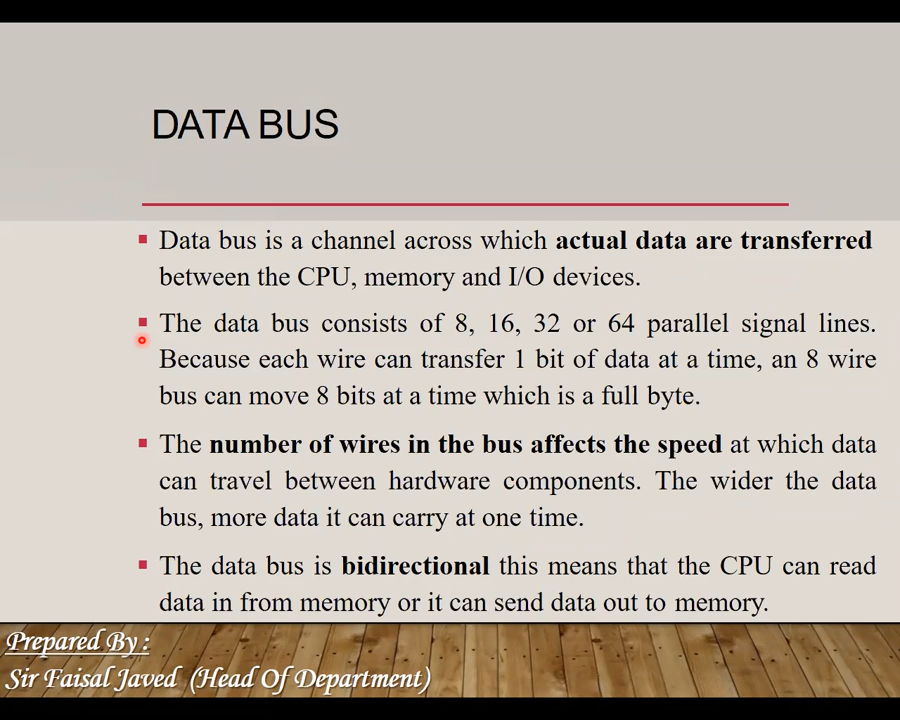 DATA BUS
Data bus is a channel across which actual data are transferred
between the CPU, memory and I/O devices.
The data bus consists of 8, 16, 32 or 64 parallel signal lines.
Because each wire can transfer 1 bit of data at a time, an 8 wire
bus can move 8 bits at a time which is a full byte.
The number of wires in the bus affects the speed at which data
can travel between hardware components. The wider the data
bus, more data it can carry at one time.
The data bus is bidirectional this means that the CPU can read
data in from memory or it can send data out to memory.
Prepared By :
Sir Faisal Javed (Head Of Department)